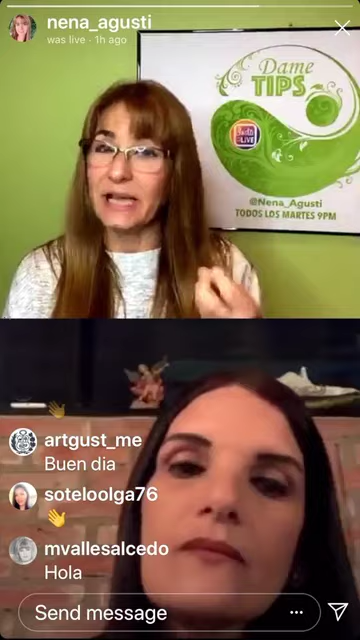 nena_agusti
was live · 1h ago
Dame
TIPS
LIVE
@Nena_Agusti
TODOS LOS MARTES 9PM
artgust_me
Buen dia
soteloolga76
👋
mvallesalcedo
Hola
Send message